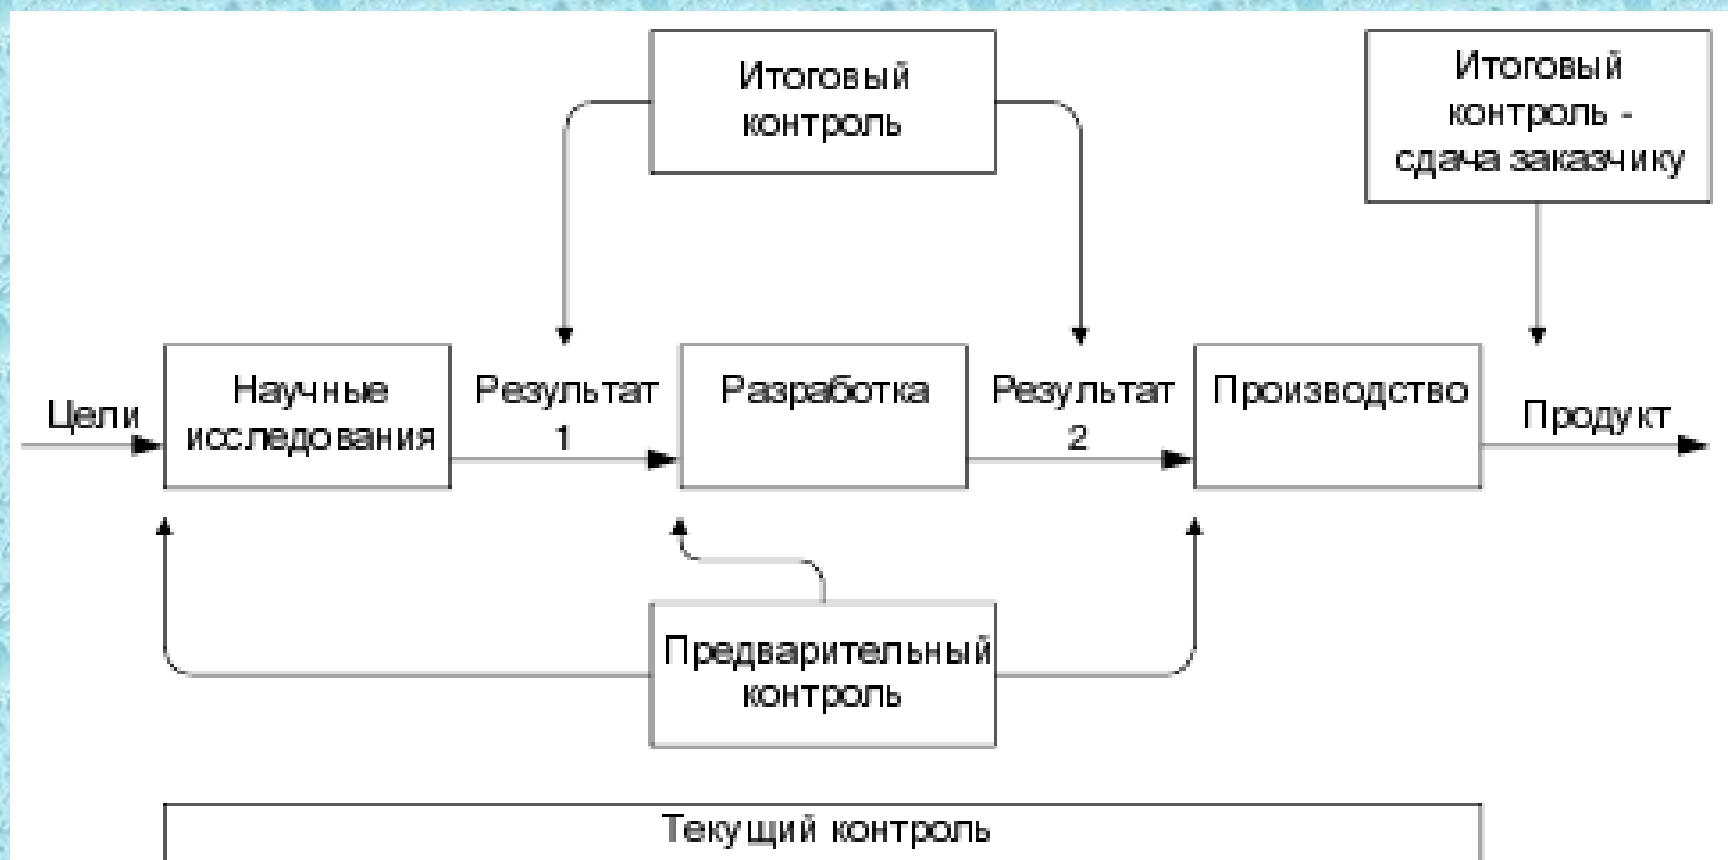 Итоговый
контроль
Итоговый
контроль -
сдача заказчику
Цели
Научные
исследования
Результат
1
Разработка
Результат
2
Производство
Продукт
Предварительный
контроль
Текущий контроль